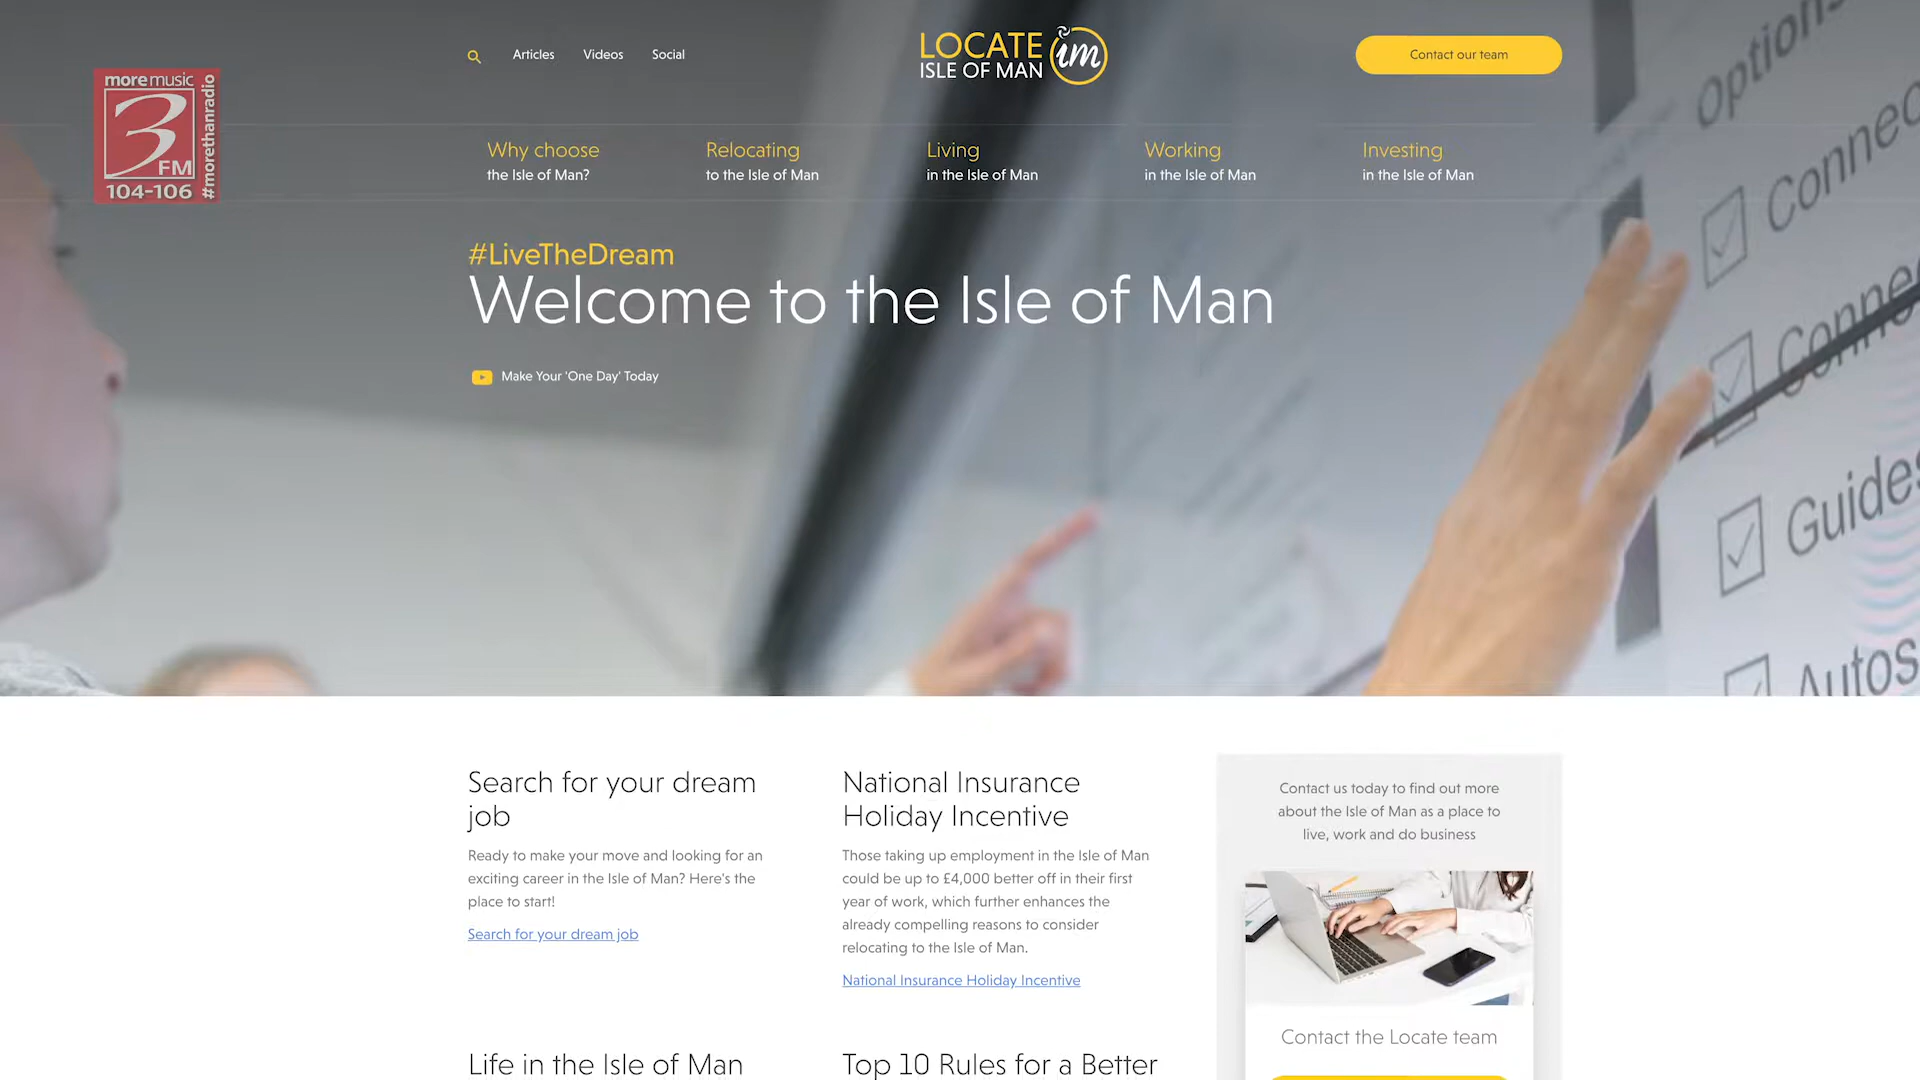 Articles
Videos
Social
LOCATE
ISLE OF MAN
im
Contact our team
more music
3
FM
104-106
#morethanradio
Why choose
the Isle of Man?
Relocating
to the Isle of Man
Living
in the Isle of Man
Working
in the Isle of Man
Investing
in the Isle of Man
#LiveTheDream
Welcome to the Isle of Man
Make Your 'One Day' Today
Options
Connec
Conne
Guides
Autos
Search for your dream
job
Ready to make your move and looking for an
exciting career in the Isle of Man? Here's the
place to start!
Search for your dream job
National Insurance
Holiday Incentive
Those taking up employment in the Isle of Man
could be up to £4,000 better off in their first
year of work, which further enhances the
already compelling reasons to consider
relocating to the Isle of Man.
National Insurance Holiday Incentive
Contact us today to find out more
about the Isle of Man as a place to
live, work and do business
Contact the Locate team
Life in the Isle of Man
Top 10 Rules for a Better